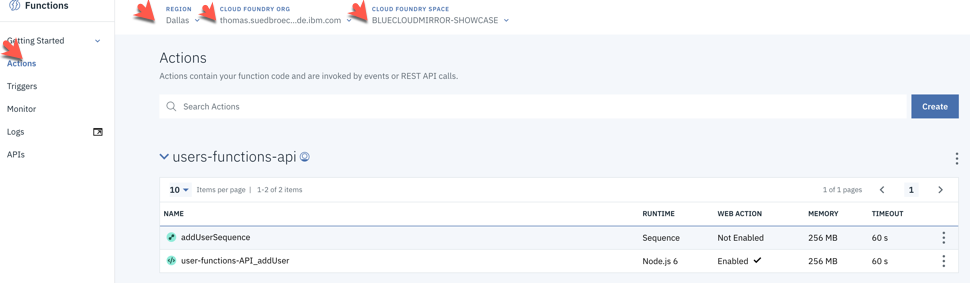 Functions
REGION CLOUD FOUNDRY ORG CLOUD FOUNDRY SPACE
Dallas thomas.suedbroec...de.ibm.com BLUECLOUDMIRROR-SHOWCASE
Getting Started
Actions
Triggers
Monitor
Logs
APIs
Actions
Actions contain your function code and are invoked by events or REST API calls.
Search Actions Create
users-functions-api
10 Items per page | 1-2 of 2 items 1 of 1 pages 1
NAME RUNTIME WEB ACTION MEMORY TIMEOUT
addUserSequence Sequence Not Enabled 256 MB 60 s
user-functions-API_addUser Node.js 6 Enabled 256 MB 60 s